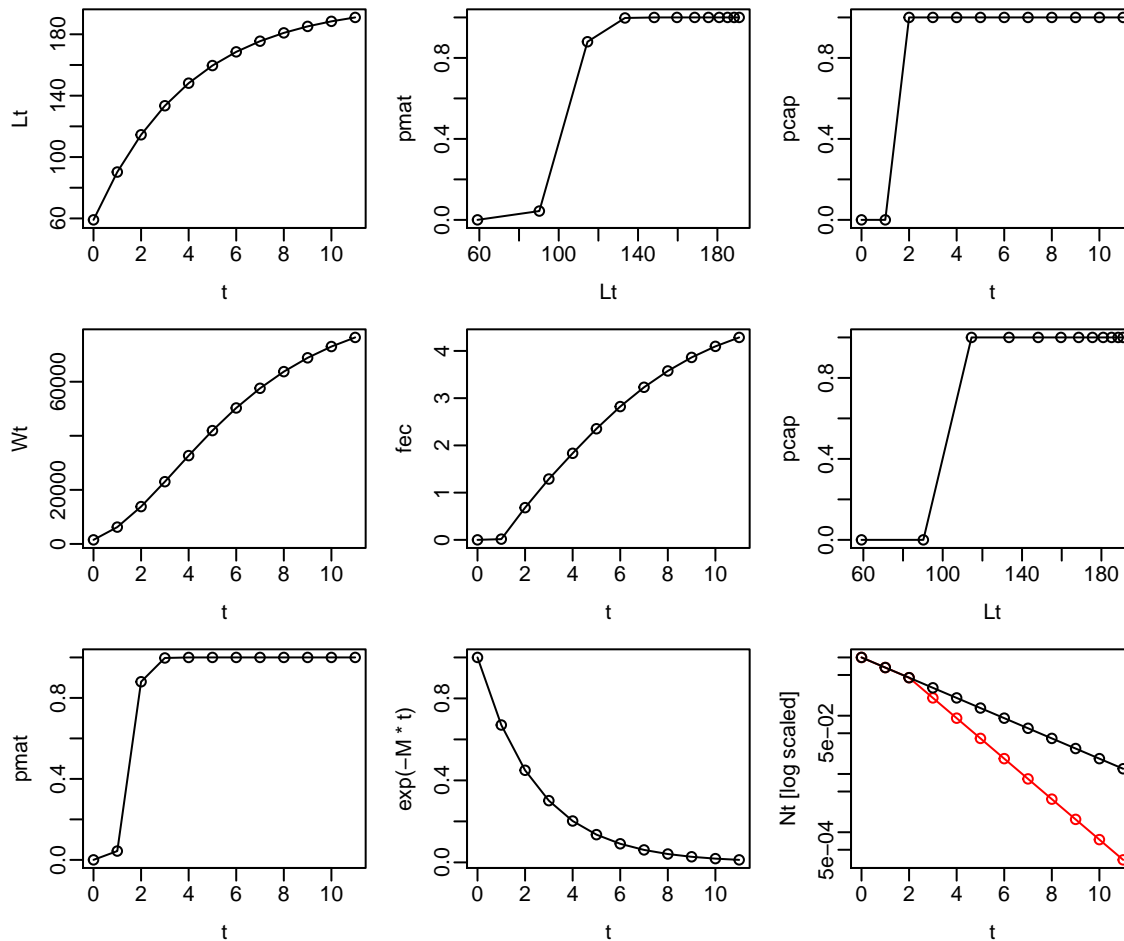 Lt
180
140
100
60
0 2 4 6 8 10
t
pmat
0.8
0.4
0.0
60 100 140 180
Lt
pcap
0.8
0.4
0.0
0 2 4 6 8 10
t
Wt
60000
20000
0
0 2 4 6 8 10
t
fec
4
3
2
1
0
0 2 4 6 8 10
t
pcap
0.8
0.4
0.0
60 100 140 180
Lt
pmat
0.8
0.4
0.0
0 2 4 6 8 10
t
exp(−M * t)
0.8
0.4
0.0
0 2 4 6 8 10
t
Nt [log scaled]
5e−02
5e−04
0 2 4 6 8 10
t